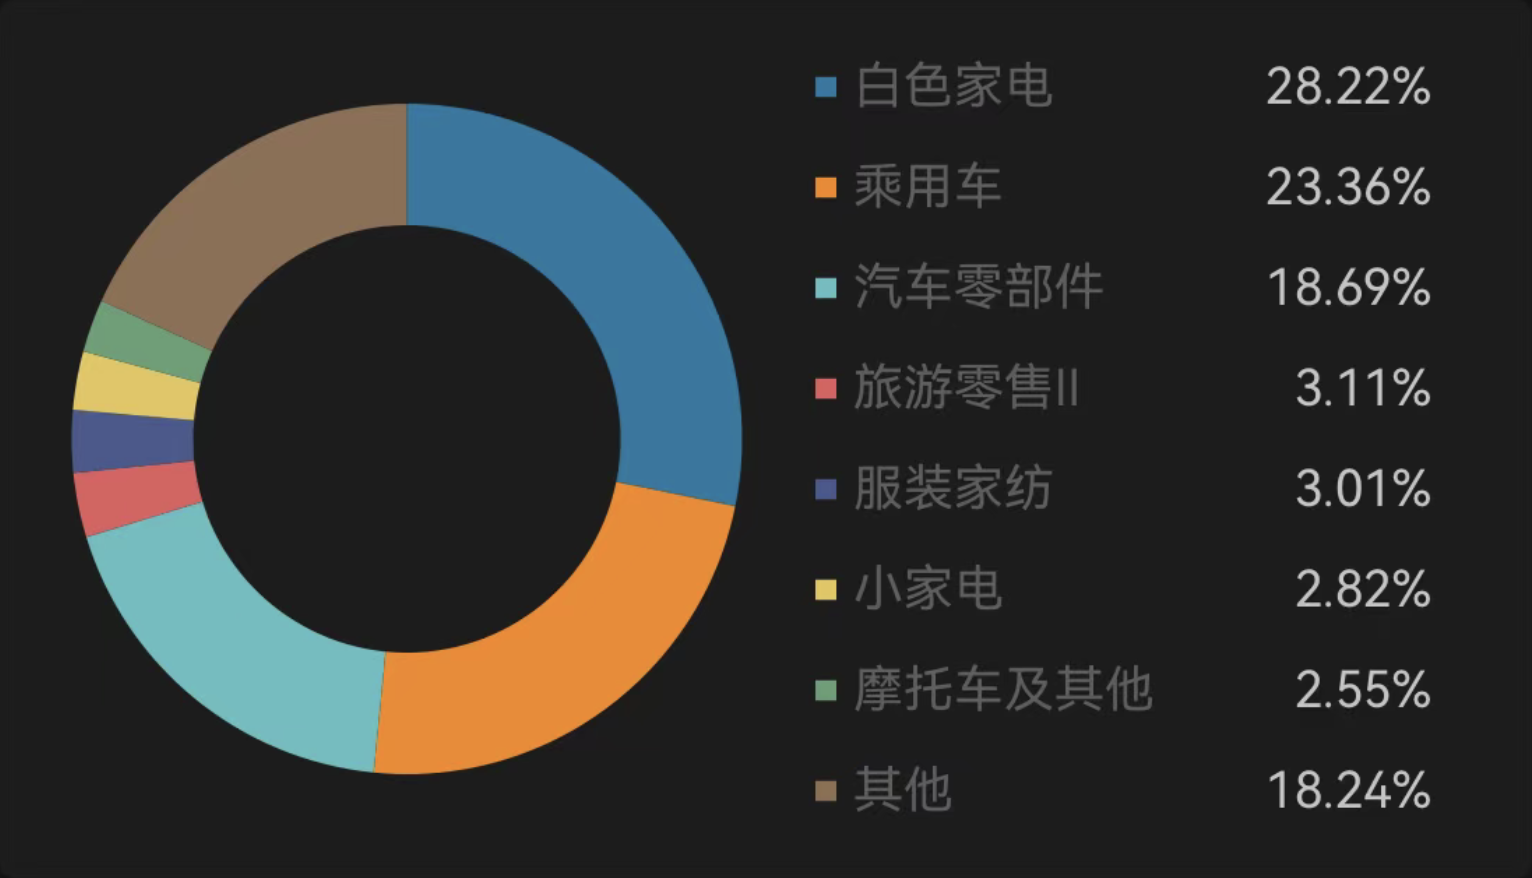 白色家电 28.22%
乘用车 23.36%
汽车零部件 18.69%
旅游零售II 3.11%
服装家纺 3.01%
小家电 2.82%
摩托车及其他 2.55%
其他 18.24%